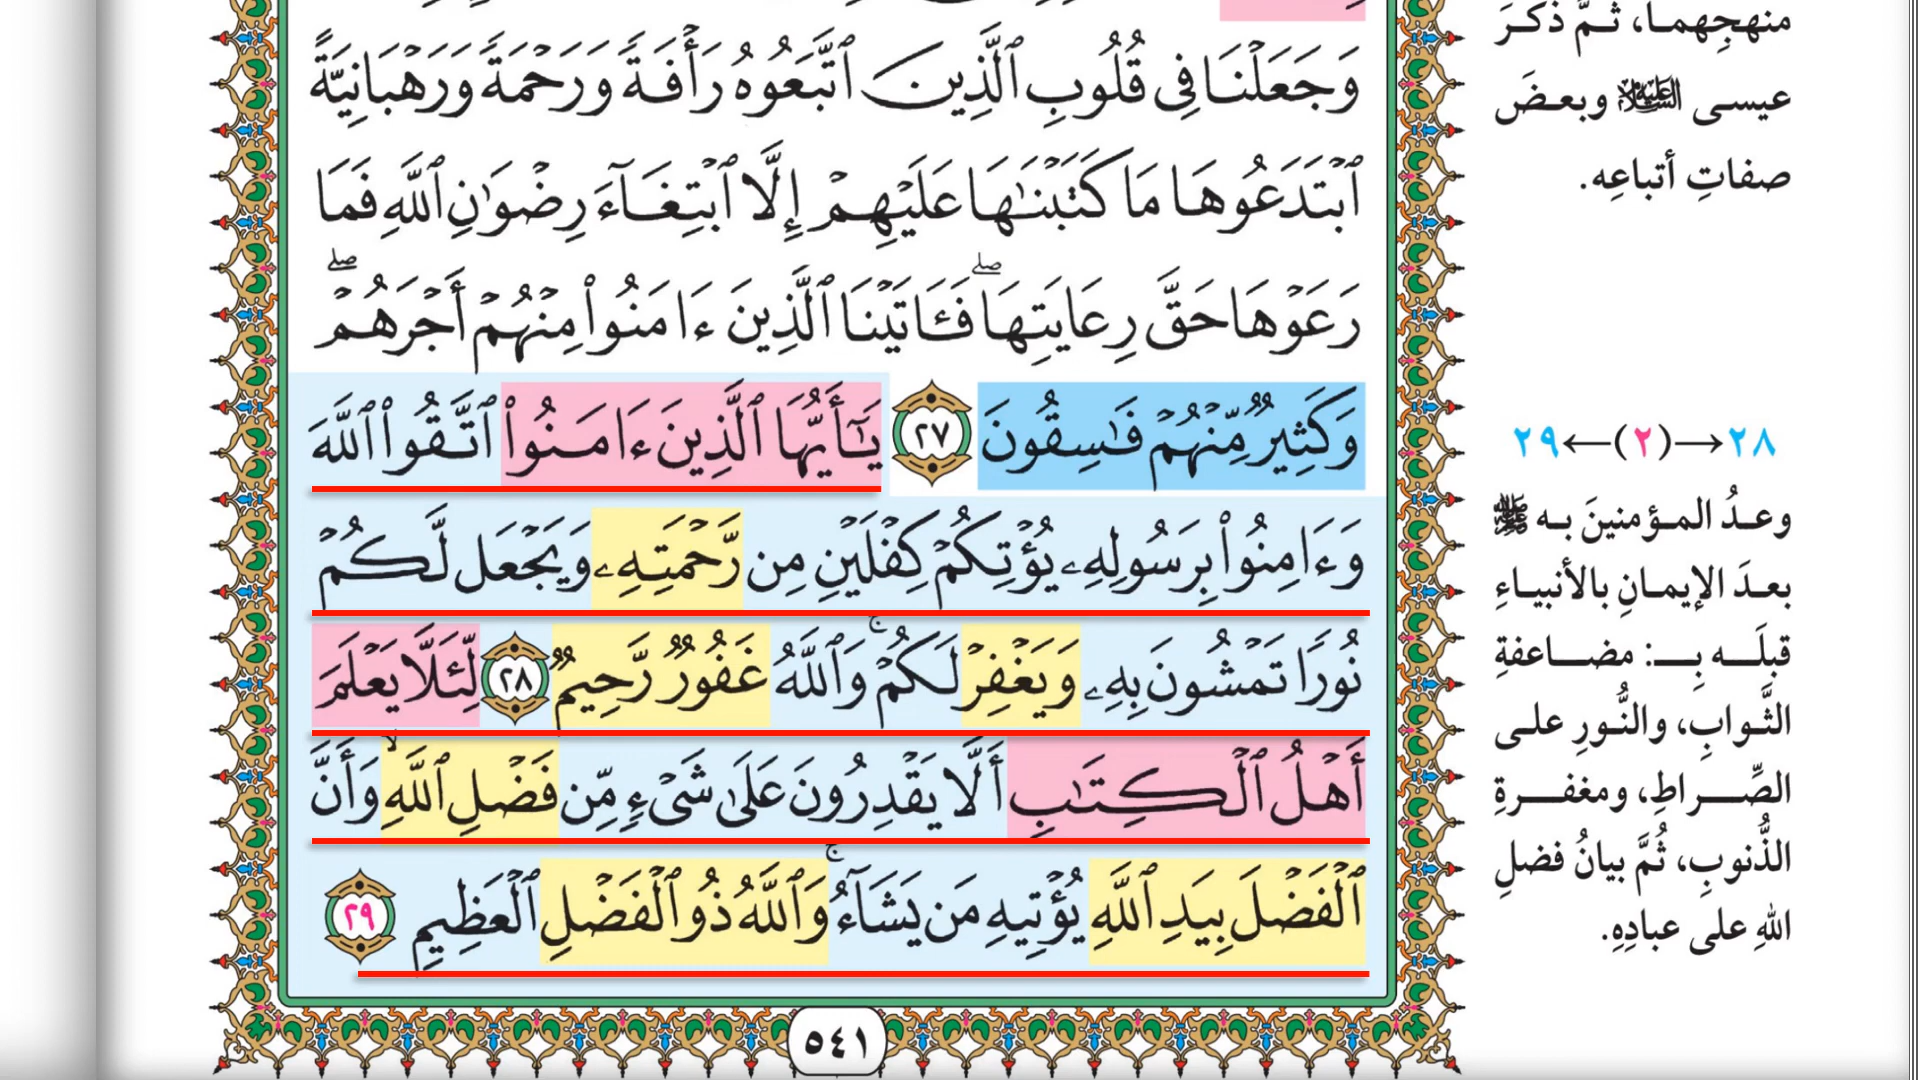 وَجَعَلْنَا فِى قُلُوبِ ٱلَّذِينَ ٱتَّبَعُوهُ رَأْفَةً وَرَحْمَةً وَرَهْبَانِيَّةً
ٱبْتَدَعُوهَا مَا كَتَبْنَـٰهَا عَلَيْهِمْ إِلَّا ٱبْتِغَآءَ رِضْوَٰنِ ٱللَّهِ فَمَا
رَعَوْهَا حَقَّ رِعَايَتِهَا ۖ فَـَٔاتَيْنَا ٱلَّذِينَ ءَامَنُوا۟ مِنْهُمْ أَجْرَهُمْ ۖ
وَكَثِيرٌ مِّنْهُمْ فَـٰسِقُونَ ٢٧ يَـٰٓأَيُّهَا ٱلَّذِينَ ءَامَنُوا۟ ٱتَّقُوا۟ ٱللَّهَ
وَءَامِنُوا۟ بِرَسُولِهِۦ يُؤْتِكُمْ كِفْلَيْنِ مِن رَّحْمَتِهِۦ وَيَجْعَل لَّكُمْ
نُورًا تَمْشُونَ بِهِۦ وَيَغْفِرْ لَكُمْ ۚ وَٱللَّهُ غَفُورٌ رَّحِيمٌ ٢٨ لِّئَلَّا يَعْلَمَ
أَهْلُ ٱلْكِتَـٰبِ أَلَّا يَقْدِرُونَ عَلَىٰ شَىْءٍ مِّن فَضْلِ ٱللَّهِ ۙ وَأَنَّ
ٱلْفَضْلَ بِيَدِ ٱللَّهِ يُؤْتِيهِ مَن يَشَآءُ ۚ وَٱللَّهُ ذُو ٱلْفَضْلِ ٱلْعَظِيمِ ٢٩
٥٤١
منهجِهما، ثمَّ ذكرَ
عيسى عليه السلام وبعضَ
صفاتِ أتباعِه.
٢٨→(٢)←٢٩
وعدُ المؤمنينَ به ﷺ
بعدَ الإيمانِ بالأنبياءِ
قبلَه بِـ: مضاعفةِ
الثَّوابِ، والنُّورِ على
الصِّراطِ، ومغفرةِ
الذُّنوبِ، ثُمَّ بيانُ فضلِ
اللهِ على عبادِهِ.